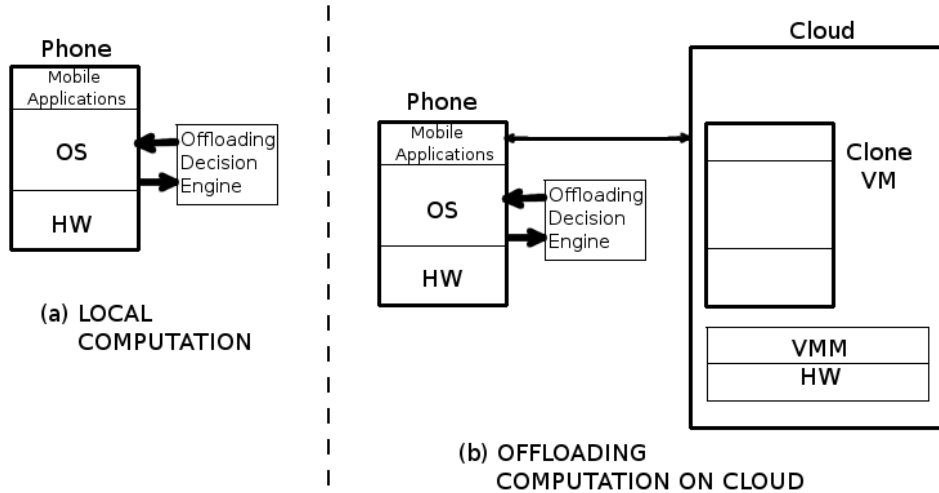 Phone
Mobile
Applications
OS
HW
Offloading
Decision
Engine
(a) LOCAL
COMPUTATION
Phone
Mobile
Applications
OS
HW
Offloading
Decision
Engine
Cloud
Clone
VM
VMM
HW
(b) OFFLOADING
COMPUTATION ON CLOUD